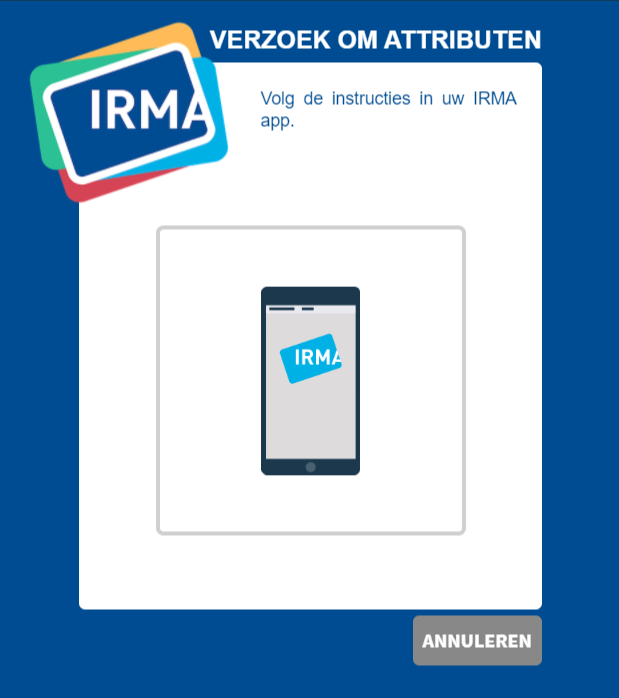 VERZOEK OM ATTRIBUTEN
IRMA
Volg de instructies in uw IRMA
app.
IRMA
ANNULEREN